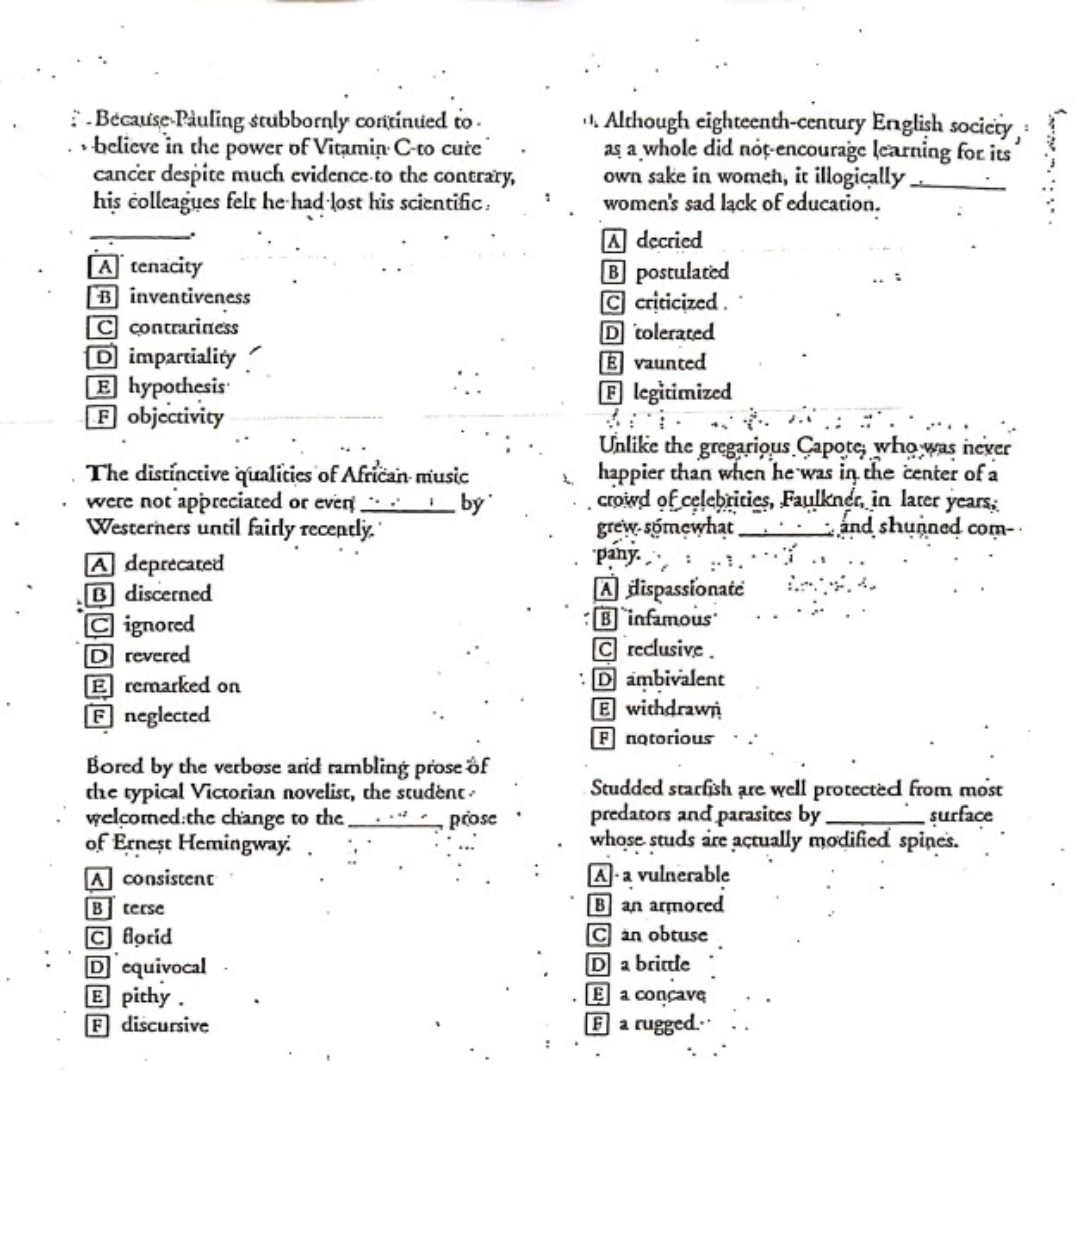 Because Pauling stubbornly continued to
believe in the power of Vitamin C to cure
cancer despite much evidence to the contrary,
his colleagues felt he had lost his scientific
________.
A tenacity
B inventiveness
C contrariness
D impartiality
E hypothesis
F objectivity
The distinctive qualities of African music
were not appreciated or even ________ by
Westerners until fairly recently.
A deprecated
B discerned
C ignored
D revered
E remarked on
F neglected
Bored by the verbose and rambling prose of
the typical Victorian novelist, the student
welcomed the change to the ________ prose
of Ernest Hemingway.
A consistent
B terse
C florid
D equivocal
E pithy
F discursive
Although eighteenth-century English society
as a whole did not encourage learning for its
own sake in women, it illogically ________
women's sad lack of education.
A decried
B postulated
C criticized
D tolerated
E vaunted
F legitimized
Unlike the gregarious Capote, who was never
happier than when he was in the center of a
crowd of celebrities, Faulkner, in later years,
grew somewhat ________ and shunned com-
pany.
A dispassionate
B infamous
C reclusive
D ambivalent
E withdrawn
F notorious
Studded starfish are well protected from most
predators and parasites by ________ surface
whose studs are actually modified spines.
A a vulnerable
B an armored
C an obtuse
D a brittle
E a concave
F a rugged